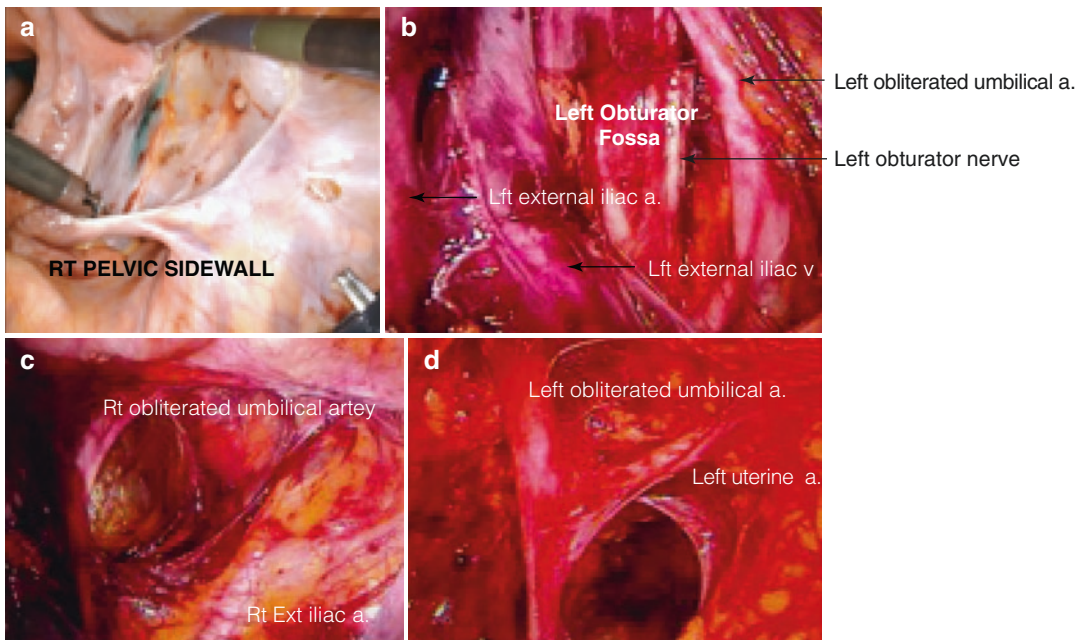 a
RT PELVIC SIDEWALL
b
Left Obturator
Fossa
Lft external iliac a.
Lft external iliac v
Left obliterated umbilical a.
Left obturator nerve
c
Rt obliterated umbilical artey
Rt Ext iliac a.
d
Left obliterated umbilical a.
Left uterine a.